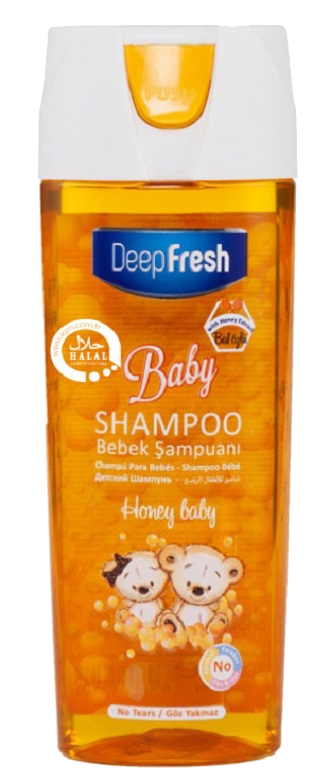 PUSH
Deep Fresh
with Honey Extract
Bal özlü
حلال
HALAL
Baby
SHAMPOO
Bebek Şampuanı
Champú Para Bebés - Shampoo Bébé
Детский Шампунь -
Honey baby
No
No Tears / Göz Yakmaz